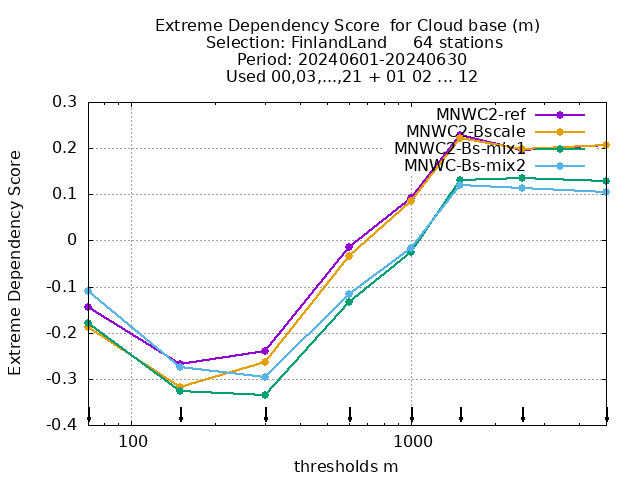 Extreme Dependency Score  for Cloud base (m)
Selection: FinlandLand     64 stations
Period: 20240601-20240630
Used 00,03,...,21 + 01 02 ... 12
MNWC2-ref
MNWC2-Bscale
MNWC2-Bs-mix1
MNWC-Bs-mix2
0.3
0.2
0.1
0
-0.1
-0.2
-0.3
-0.4
Extreme Dependency Score
100
1000
thresholds m